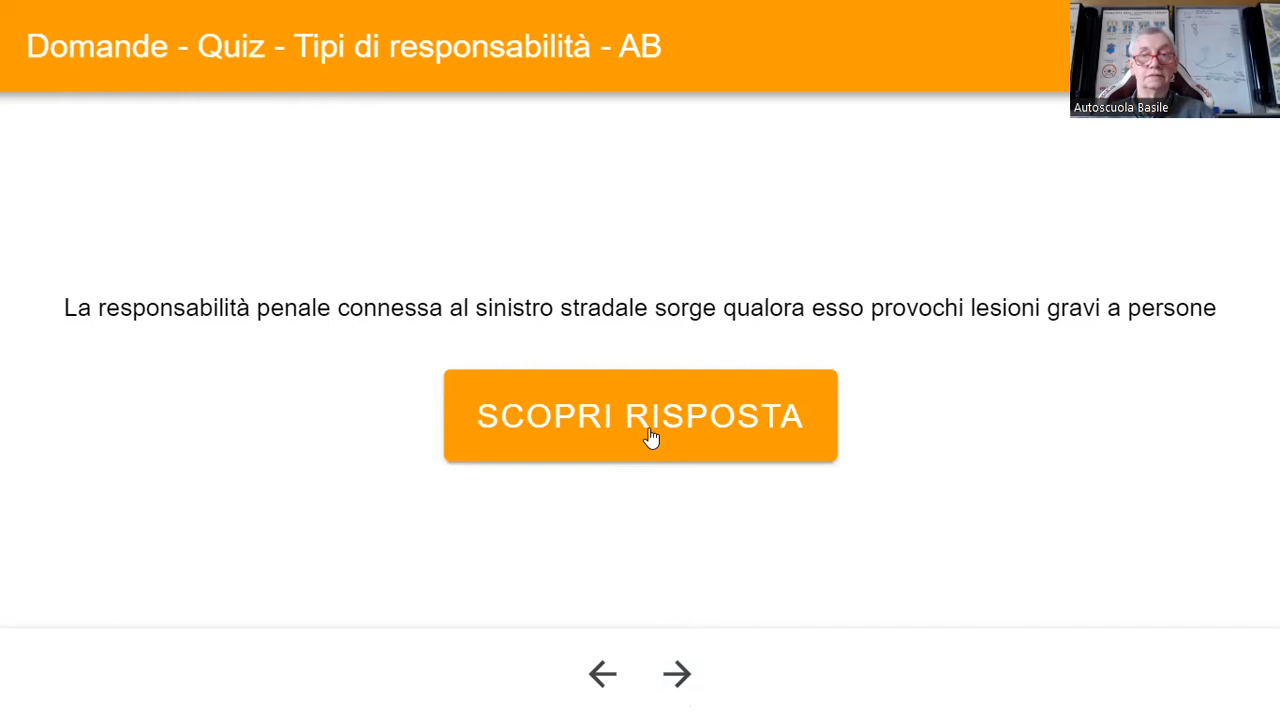 Domande - Quiz - Tipi di responsabilità - AB
Autoscuola Basile
La responsabilità penale connessa al sinistro stradale sorge qualora esso provochi lesioni gravi a persone
SCOPRI RISPOSTA